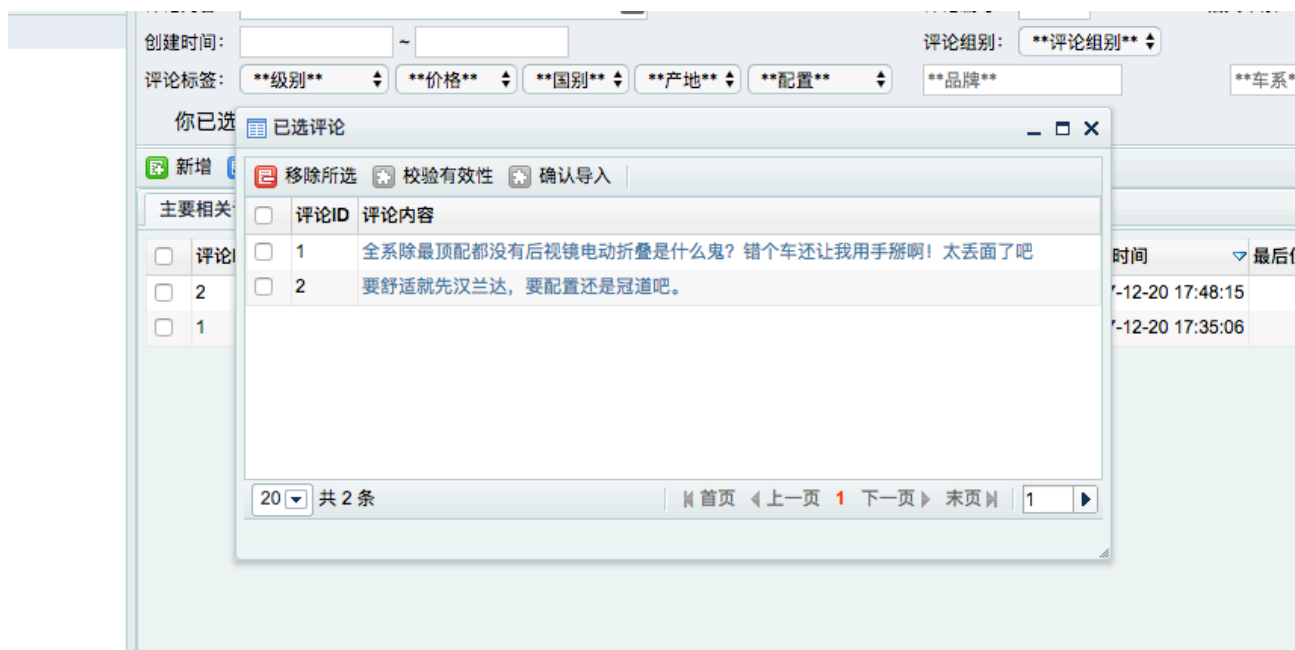 创建时间： ~ 评论组别： **评论组别**
评论标签： **级别** **价格** **国别** **产地** **配置** **品牌** **车系*
你已选
已选评论
新增
移除所选 校验有效性 确认导入
主要相关
评论ID 评论内容
1 全系除最顶配都没有后视镜电动折叠是什么鬼？错个车还让我用手掰啊！太丢面了吧
2 要舒适就先汉兰达，要配置还是冠道吧。
评论 时间 最后
2 -12-20 17:48:15
1 -12-20 17:35:06
20 共 2 条 首页 上一页 1 下一页 末页 1